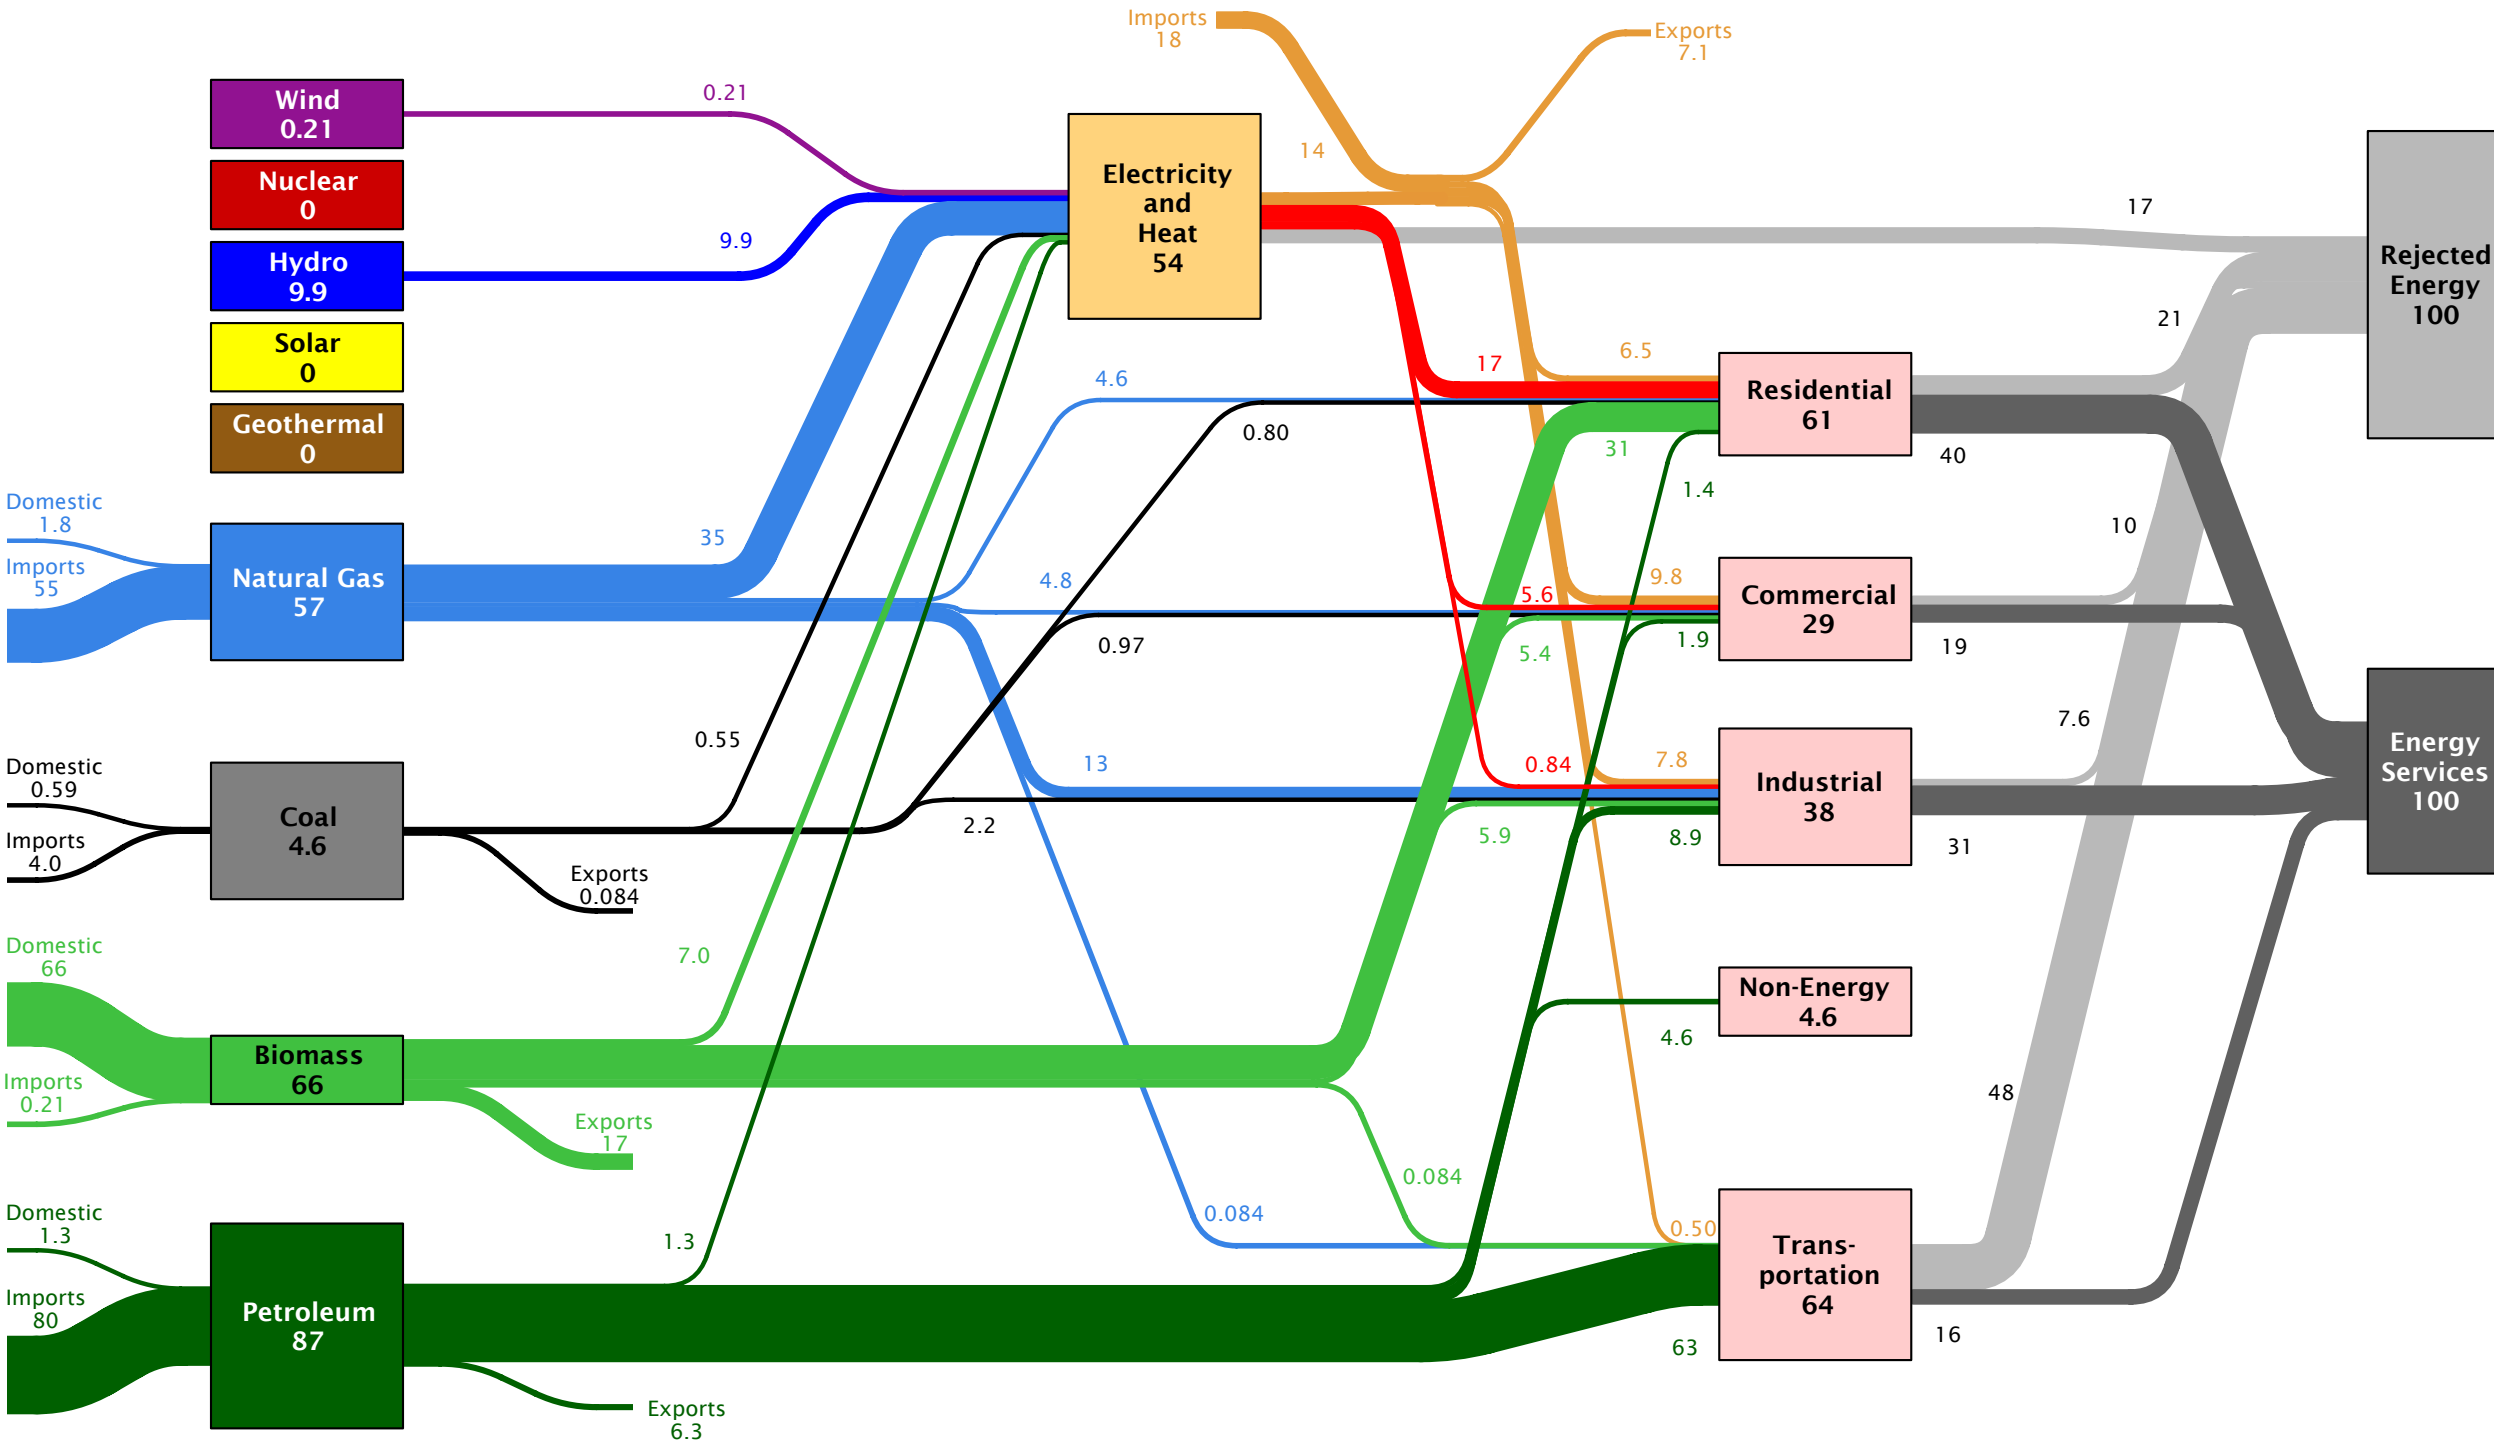 Imports
18
Exports
7.1
Wind
0.21
0.21
Nuclear
0
Hydro
9.9
9.9
Solar
0
Geothermal
0
Domestic
1.8
Imports
55
Natural Gas
57
35
4.6
4.8
13
0.084
Domestic
0.59
Imports
4.0
Coal
4.6
0.55
0.80
0.97
2.2
Exports
0.084
Domestic
66
Imports
0.21
Biomass
66
7.0
Exports
17
0.084
Domestic
1.3
Imports
80
Petroleum
87
1.3
Exports
6.3
Electricity
and
Heat
54
14
17
6.5
17
31
1.4
Residential
61
21
40
9.8
5.6
5.4
1.9
Commercial
29
10
19
7.8
0.84
5.9
8.9
Industrial
38
7.6
31
4.6
Non-Energy
4.6
0.50
63
Trans-
portation
64
48
16
Rejected
Energy
100
Energy
Services
100